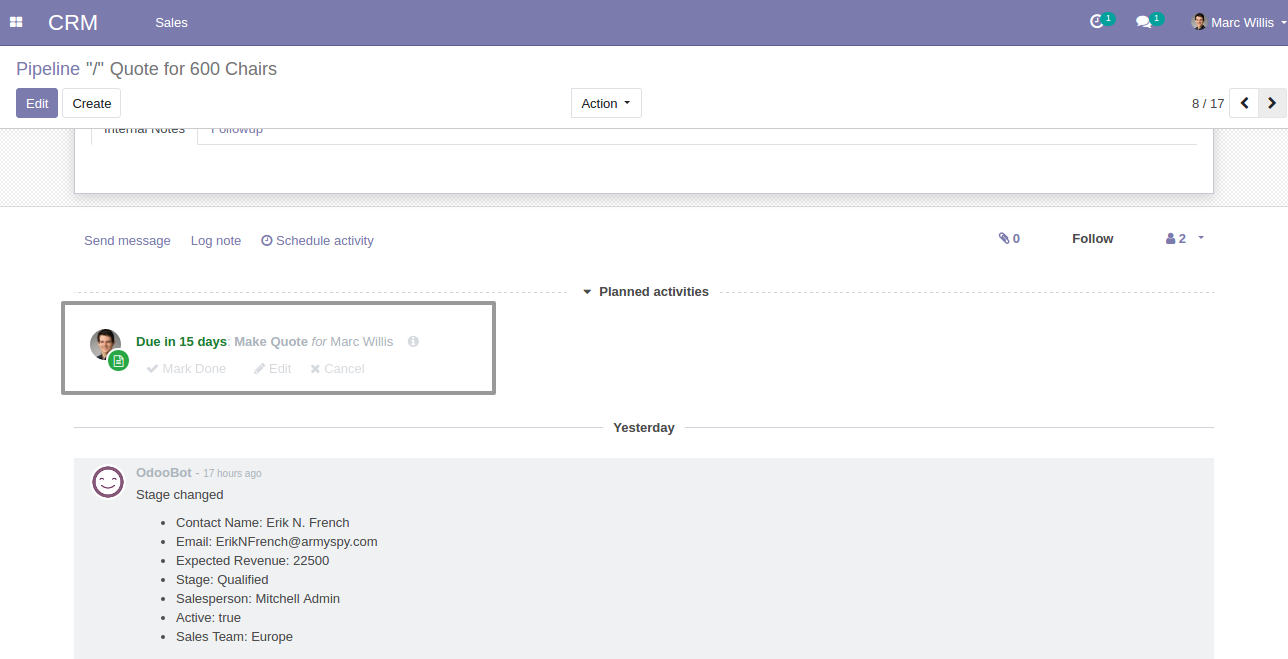 CRM Sales 1 1 Marc Willis
Pipeline "/" Quote for 600 Chairs
Edit Create Action 8 / 17
Internal Notes Followup
Send message Log note Schedule activity 0 Follow 2
Planned activities
Due in 15 days: Make Quote for Marc Willis
Mark Done Edit Cancel
Yesterday
OdooBot - 17 hours ago
Stage changed
• Contact Name: Erik N. French
• Email: ErikNFrench@armyspy.com
• Expected Revenue: 22500
• Stage: Qualified
• Salesperson: Mitchell Admin
• Active: true
• Sales Team: Europe